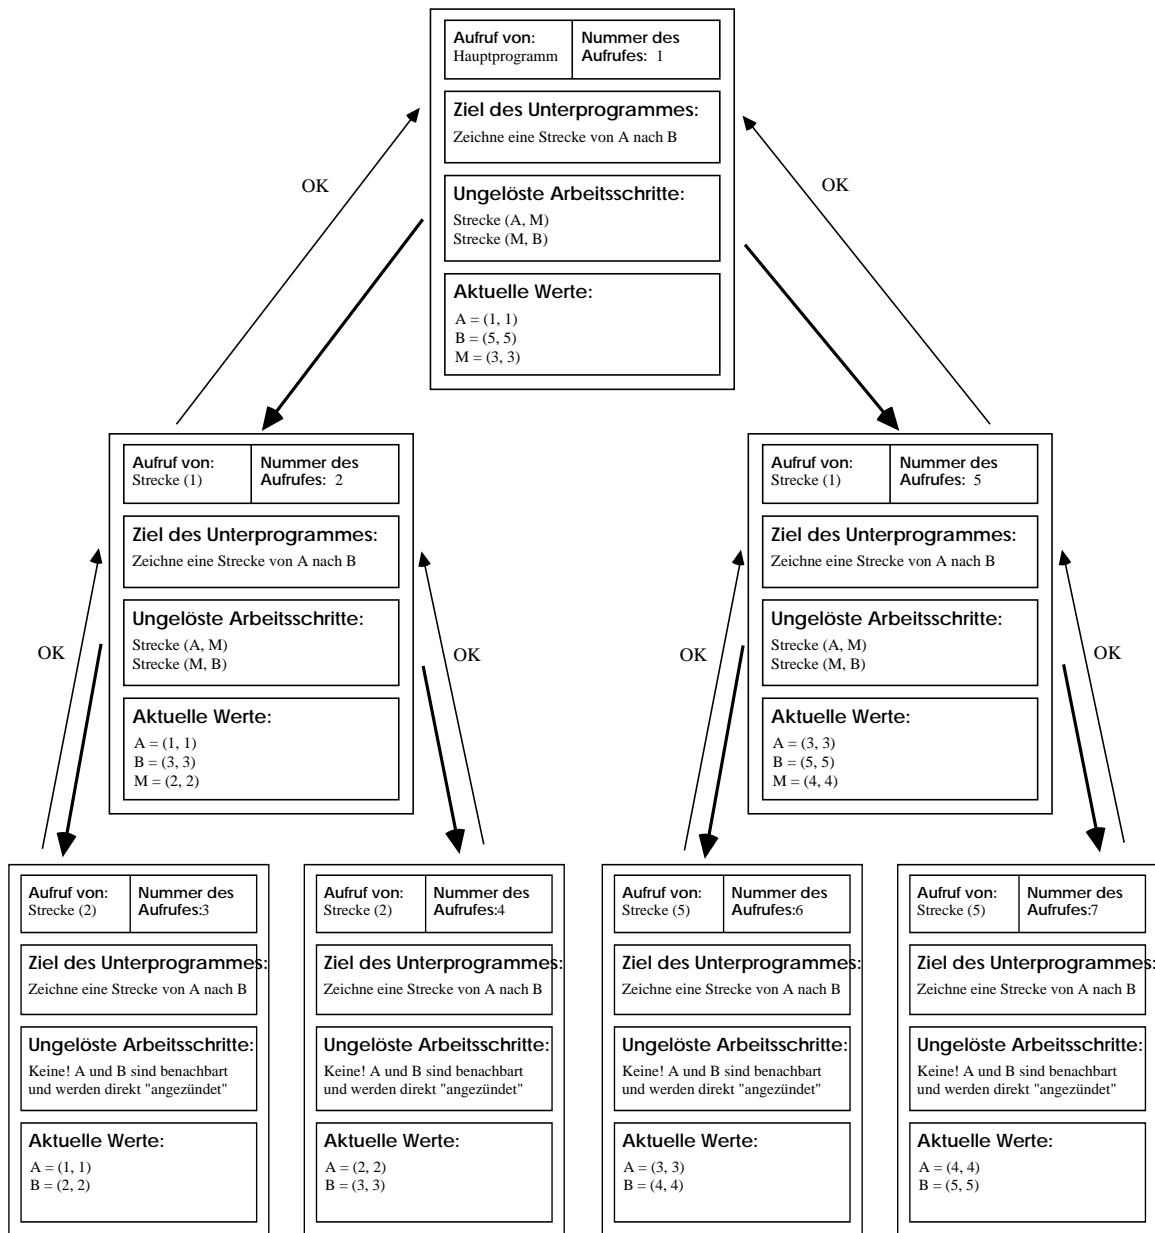 Aufruf von:
Hauptprogramm
Nummer des
Aufrufes: 1
Ziel des Unterprogrammes:
Zeichne eine Strecke von A nach B
Ungelöste Arbeitsschritte:
Strecke (A, M)
Strecke (M, B)
Aktuelle Werte:
A = (1, 1)
B = (5, 5)
M = (3, 3)
OK
OK
Aufruf von:
Strecke (1)
Nummer des
Aufrufes: 2
Ziel des Unterprogrammes:
Zeichne eine Strecke von A nach B
Ungelöste Arbeitsschritte:
Strecke (A, M)
Strecke (M, B)
Aktuelle Werte:
A = (1, 1)
B = (3, 3)
M = (2, 2)
OK
OK
Aufruf von:
Strecke (1)
Nummer des
Aufrufes: 5
Ziel des Unterprogrammes:
Zeichne eine Strecke von A nach B
Ungelöste Arbeitsschritte:
Strecke (A, M)
Strecke (M, B)
Aktuelle Werte:
A = (3, 3)
B = (5, 5)
M = (4, 4)
OK
OK
Aufruf von:
Strecke (2)
Nummer des
Aufrufes:3
Ziel des Unterprogrammes:
Zeichne eine Strecke von A nach B
Ungelöste Arbeitsschritte:
Keine! A und B sind benachbart
und werden direkt "angezündet"
Aktuelle Werte:
A = (1, 1)
B = (2, 2)
Aufruf von:
Strecke (2)
Nummer des
Aufrufes:4
Ziel des Unterprogrammes:
Zeichne eine Strecke von A nach B
Ungelöste Arbeitsschritte:
Keine! A und B sind benachbart
und werden direkt "angezündet"
Aktuelle Werte:
A = (2, 2)
B = (3, 3)
Aufruf von:
Strecke (5)
Nummer des
Aufrufes:6
Ziel des Unterprogrammes:
Zeichne eine Strecke von A nach B
Ungelöste Arbeitsschritte:
Keine! A und B sind benachbart
und werden direkt "angezündet"
Aktuelle Werte:
A = (3, 3)
B = (4, 4)
Aufruf von:
Strecke (5)
Nummer des
Aufrufes:7
Ziel des Unterprogrammes:
Zeichne eine Strecke von A nach B
Ungelöste Arbeitsschritte:
Keine! A und B sind benachbart
und werden direkt "angezündet"
Aktuelle Werte:
A = (4, 4)
B = (5, 5)